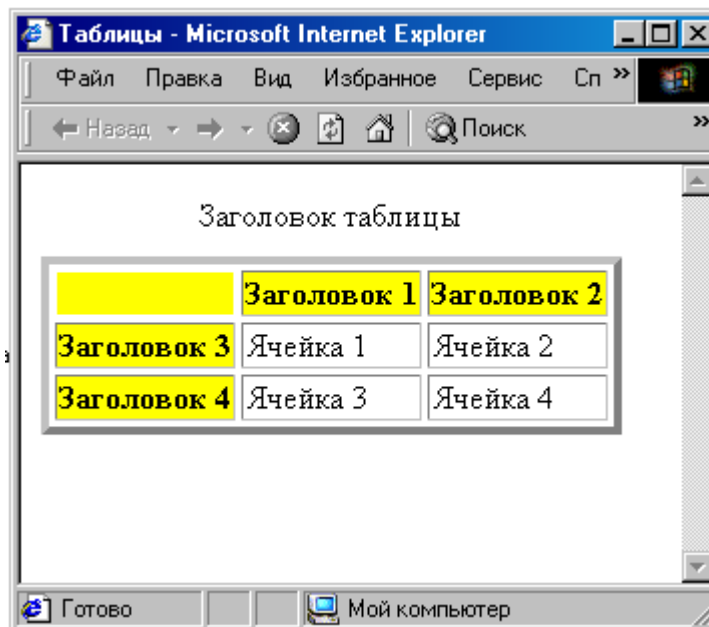 Таблицы - Microsoft Internet Explorer
Файл Правка Вид Избранное Сервис Сп »
Назад Поиск »
Заголовок таблицы
Заголовок 1 Заголовок 2
Заголовок 3 Ячейка 1 Ячейка 2
Заголовок 4 Ячейка 3 Ячейка 4
Готово Мой компьютер